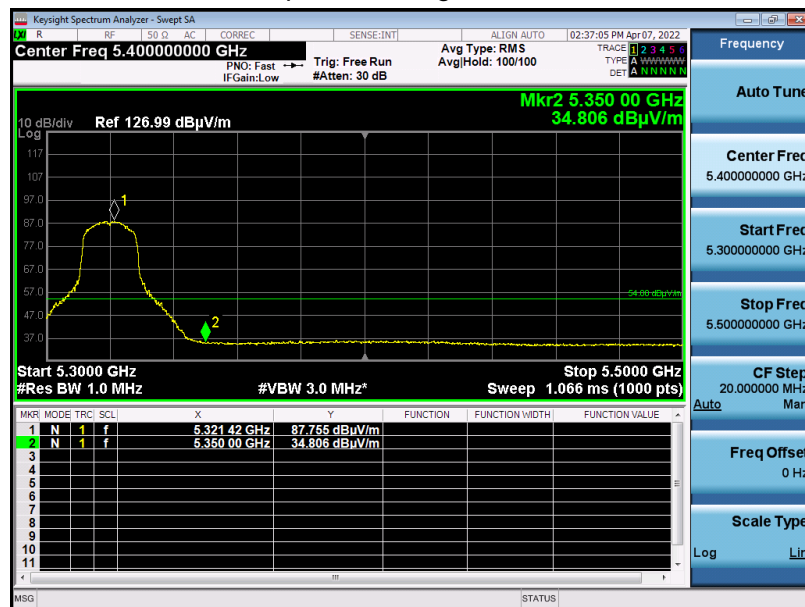 Keysight Spectrum Analyzer - Swept SA
LXI R RF 50 Ω AC CORREC SENSE:INT ALIGN AUTO 02:37:05 PM Apr 07, 2022
Center Freq 5.400000000 GHz
PNO: Fast
IFGain:Low
Trig: Free Run
#Atten: 30 dB
Avg Type: RMS
Avg|Hold: 100/100
TRACE 1 2 3 4 5 6
TYPE A WWWWW
DET A N N N N N
Mkr2 5.350 00 GHz
34.806 dBµV/m
10 dB/div Ref 126.99 dBµV/m
Log
117
107
97.0
87.0
77.0
67.0
57.0
47.0
37.0
1
2
54.00 dBµV/m
Start 5.3000 GHz Stop 5.5000 GHz
#Res BW 1.0 MHz #VBW 3.0 MHz* Sweep 1.066 ms (1000 pts)
MKR MODE TRC SCL X Y FUNCTION FUNCTION WIDTH FUNCTION VALUE
1 N 1 f 5.321 42 GHz 87.755 dBµV/m
2 N 1 f 5.350 00 GHz 34.806 dBµV/m
3
4
5
6
7
8
9
10
11
MSG STATUS
Frequency
Auto Tune
Center Freq
5.400000000 GHz
Start Freq
5.300000000 GHz
Stop Freq
5.500000000 GHz
CF Step
20.000000 MHz
Auto Man
Freq Offset
0 Hz
Scale Type
Log Lin